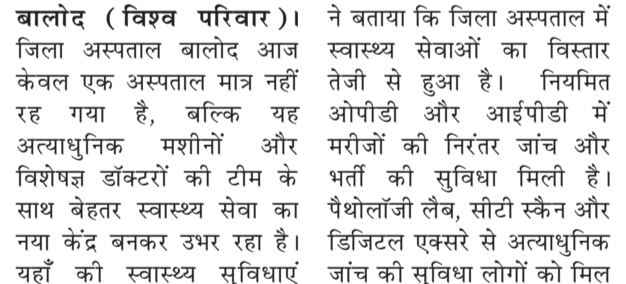 बालोद (विश्व परिवार)।
जिला अस्पताल बालोद आज
केवल एक अस्पताल मात्र नहीं
रह गया है, बल्कि यह
अत्याधुनिक मशीनों और
विशेषज्ञ डॉक्टरों की टीम के
साथ बेहतर स्वास्थ्य सेवा का
नया केंद्र बनकर उभर रहा है।
यहाँ की स्वास्थ्य सुविधाएं
ने बताया कि जिला अस्पताल में
स्वास्थ्य सेवाओं का विस्तार
तेजी से हुआ है। नियमित
ओपीडी और आईपीडी में
मरीजों की निरंतर जांच और
भर्ती की सुविधा मिली है।
पैथोलॉजी लैब, सीटी स्कैन और
डिजिटल एक्सरे से अत्याधुनिक
जांच की सुविधा लोगों को मिल